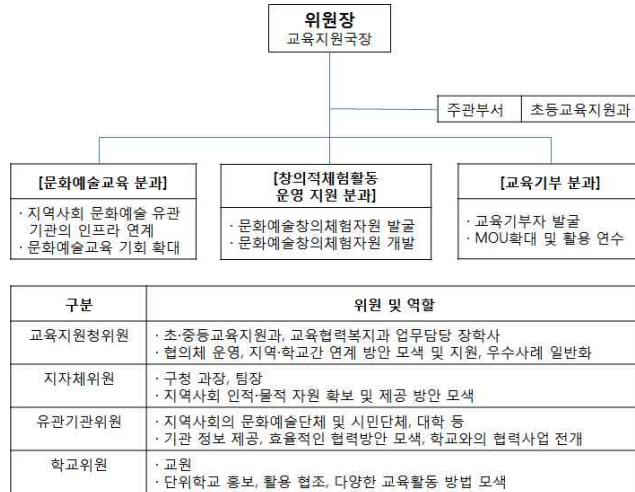 위원장
교육지원국장
주관부서 초등교육지원과
[문화예술교육 분과]
· 지역사회 문화예술 유관
기관의 인프라 연계
· 문화예술교육 기회 확대
[창의적체험활동
운영 지원 분과]
· 문화예술창의체험자원 발굴
· 문화예술창의체험자원 개발
[교육기부 분과]
· 교육기부자 발굴
· MOU확대 및 활용 연수
구분 위원 및 역할
교육지원청위원 · 초·중등교육지원과, 교육협력복지과 업무담당 장학사
· 협의체 운영, 지역·학교간 연계 방안 모색 및 지원, 우수사례 일반화
지자체위원 · 구청 과장, 팀장
· 지역사회 인적·물적 자원 확보 및 제공 방안 모색
유관기관위원 · 지역사회의 문화예술단체 및 시민단체, 대학 등
· 기관 정보 제공, 효율적인 협력방안 모색, 학교와의 협력사업 전개
학교위원 · 교원
· 단위학교 홍보, 활용 협조, 다양한 교육활동 방법 모색